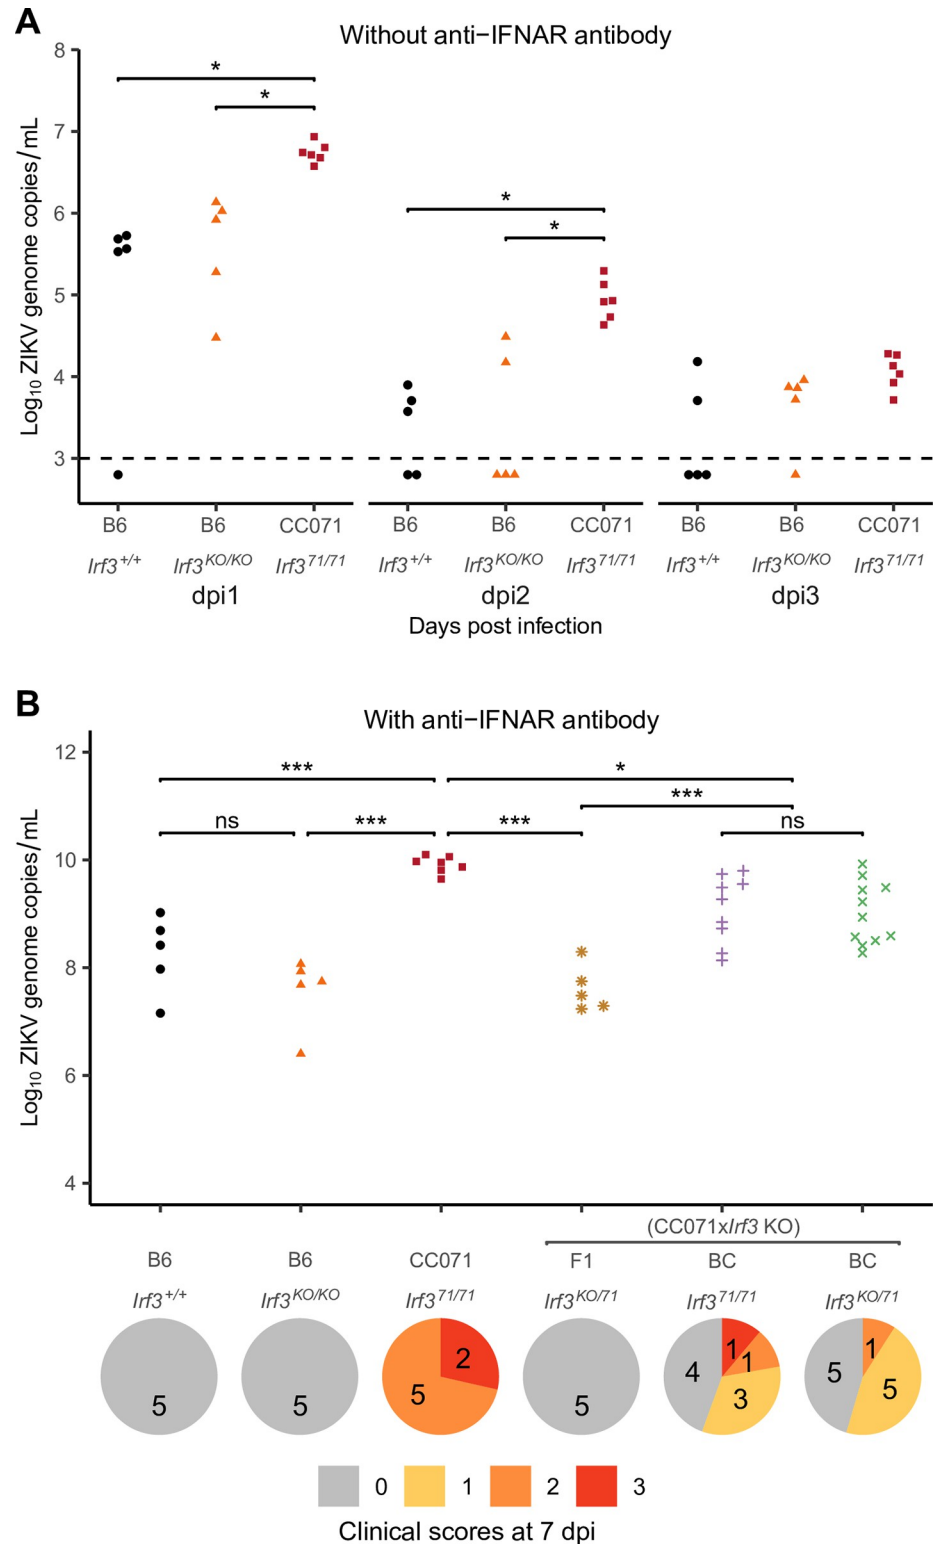 A
Without anti−IFNAR antibody
Log10 ZIKV genome copies/mL
8
7
6
5
4
3
* 
*
*
*
B6 B6 CC071 B6 B6 CC071 B6 B6 CC071
Irf3+/+ Irf3KO/KO Irf371/71 Irf3+/+ Irf3KO/KO Irf371/71 Irf3+/+ Irf3KO/KO Irf371/71
dpi1 dpi2 dpi3
Days post infection
B
With anti−IFNAR antibody
Log10 ZIKV genome copies/mL
12
10
8
6
4
*** *
***
ns *** *** ns
(CC071xIrf3 KO)
B6 B6 CC071 F1 BC BC
Irf3+/+ Irf3KO/KO Irf371/71 Irf3KO/71 Irf371/71 Irf3KO/71
5 5 5 2 5 4 1 1 3 5 1 5
0 1 2 3
Clinical scores at 7 dpi